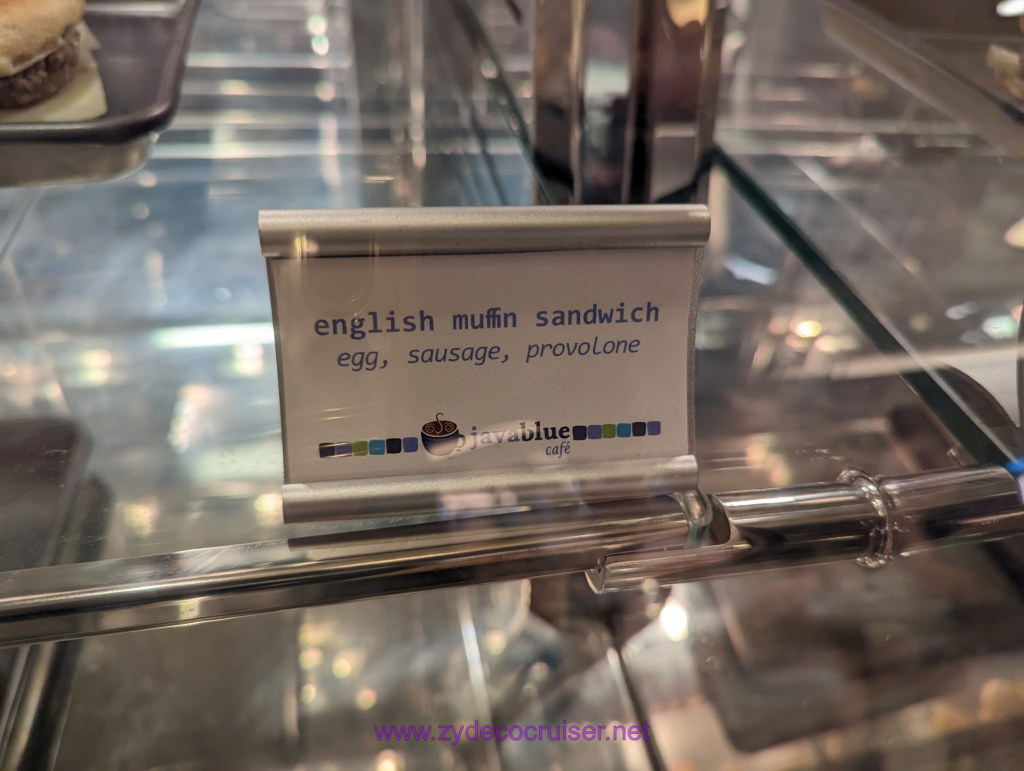 english muffin sandwich
egg, sausage, provolone
javablue
café
www.zydecocruiser.net